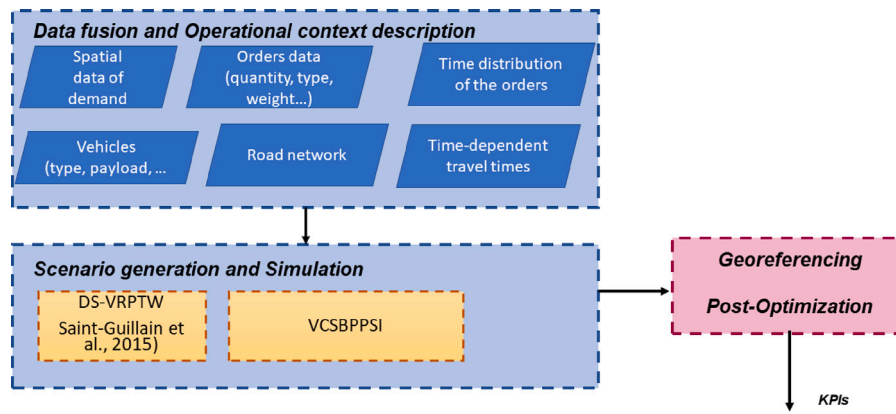 Data fusion and Operational context description
Spatial
data of
demand
Orders data
(quantity, type,
weight...)
Time distribution
of the orders
Vehicles
(type, payload, ...
Road network
Time-dependent
travel times
Scenario generation and Simulation
DS-VRPTW
Saint-Guillain et
al., 2015)
VCSBPPSI
Georeferencing
Post-Optimization
KPIs